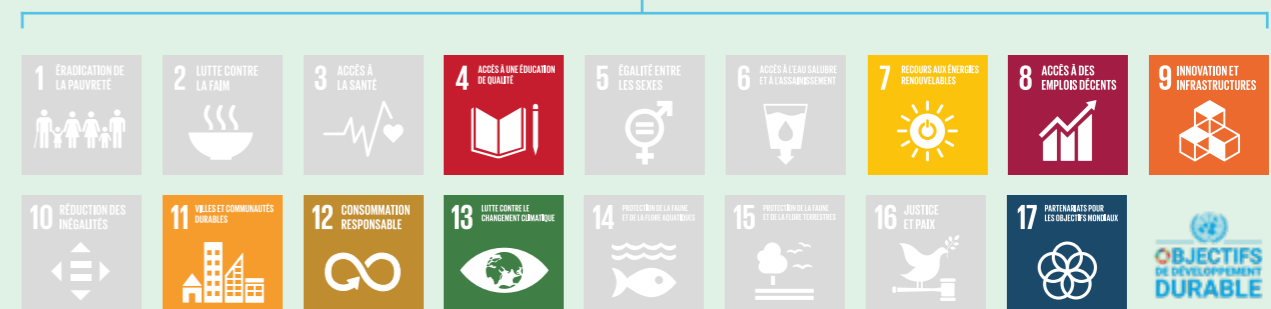 1 ÉRADICATION DE
LA PAUVRETÉ
2 LUTTE CONTRE
LA FAIM
3 ACCÈS À
LA SANTÉ
4 ACCÈS À UNE ÉDUCATION
DE QUALITÉ
5 ÉGALITÉ ENTRE
LES SEXES
6 ACCÈS À L'EAU SALUBRE
ET À L'ASSAINISSEMENT
7 RECOURS AUX ÉNERGIES
RENOUVELABLES
8 ACCÈS À DES
EMPLOIS DÉCENTS
9 INNOVATION ET
INFRASTRUCTURES
10 RÉDUCTION DES
INÉGALITÉS
11 VILLES ET COMMUNAUTÉS
DURABLES
12 CONSOMMATION
RESPONSABLE
13 LUTTE CONTRE LE
CHANGEMENT CLIMATIQUE
14 PROTECTION DE LA FAUNE
ET DE LA FLORE AQUATIQUES
15 PROTECTION DE LA FAUNE
ET DE LA FLORE TERRESTRES
16 JUSTICE
ET PAIX
17 PARTENARIATS POUR
LES OBJECTIFS MONDIAUX
OBJECTIFS
DE DÉVELOPPEMENT
DURABLE